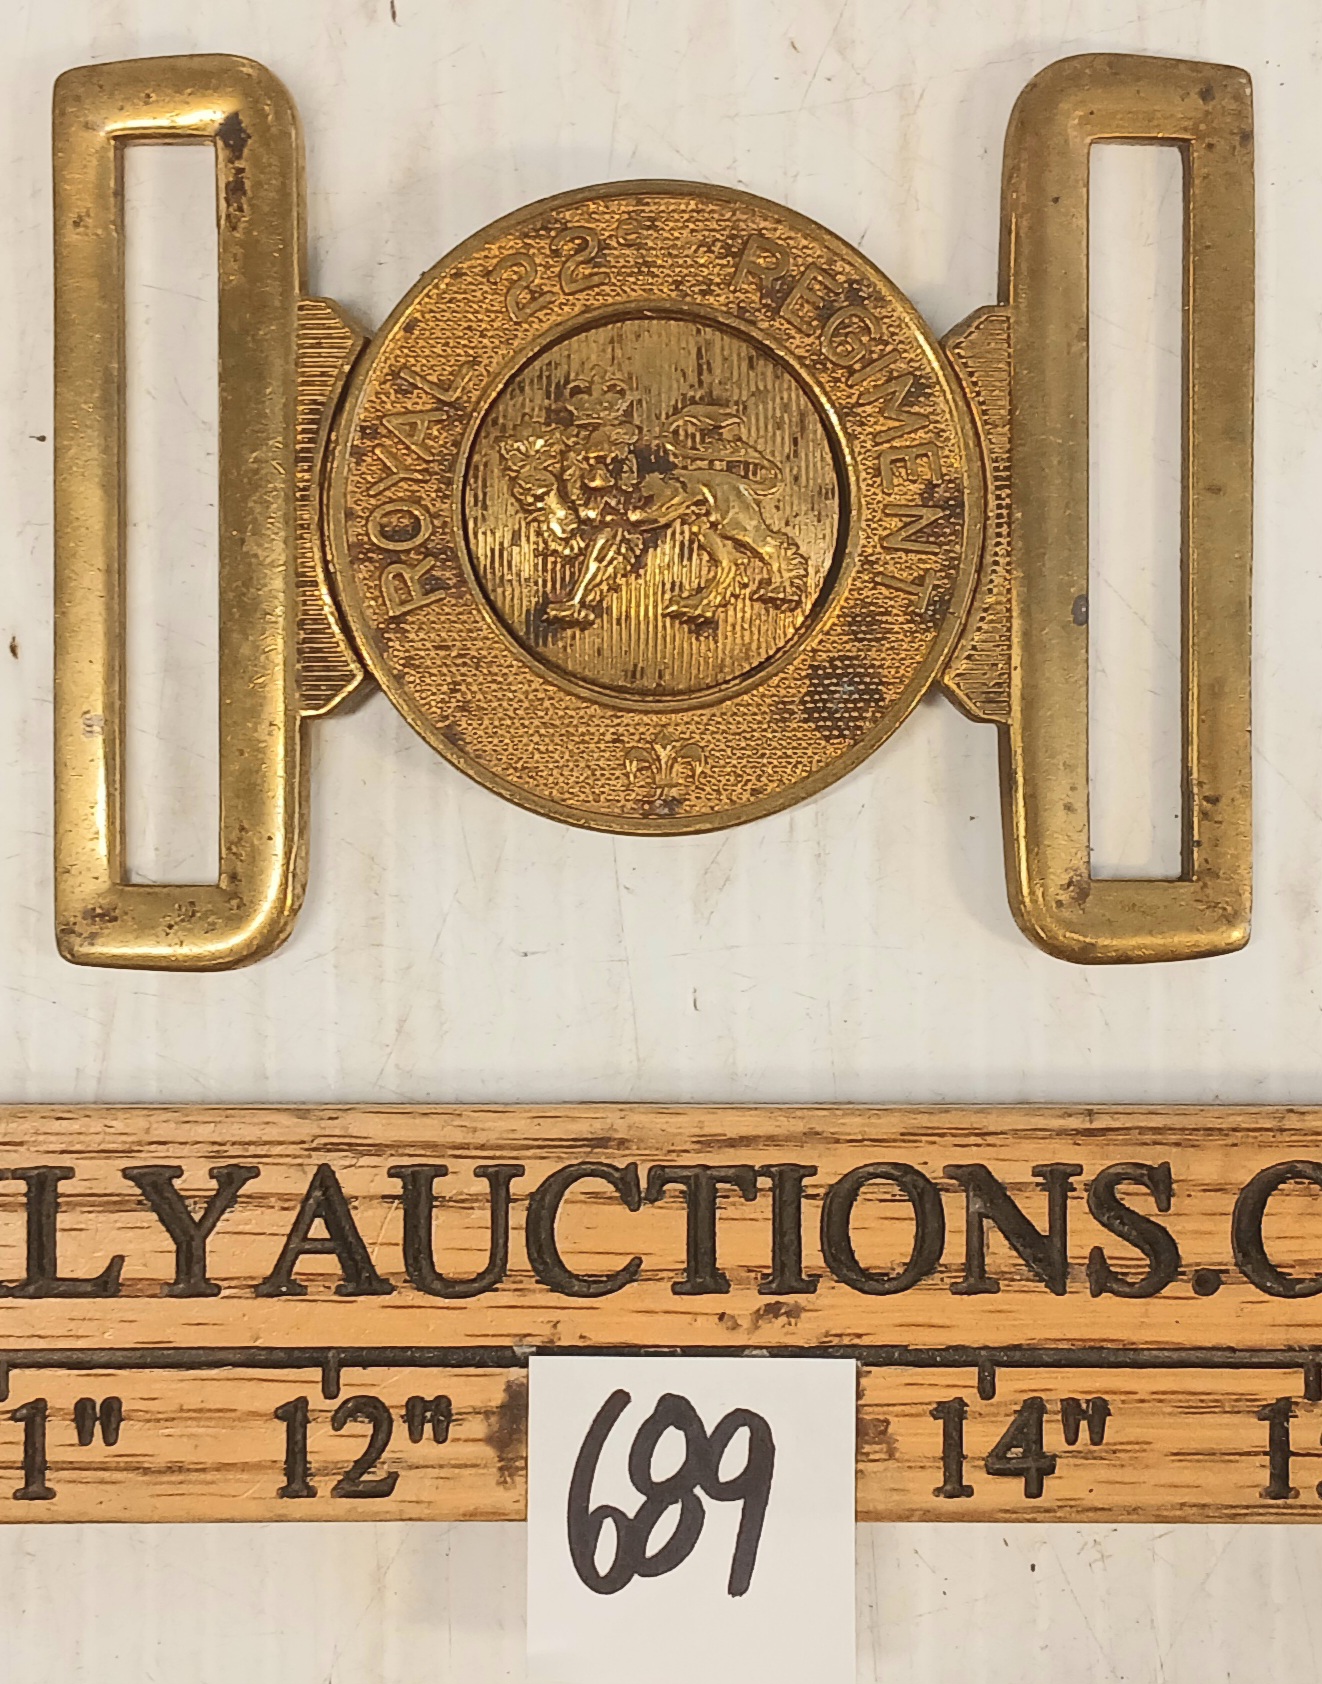 ROYAL 22e REGIMENT
LYAUCTIONS.C
1" 12" 14" 1
689